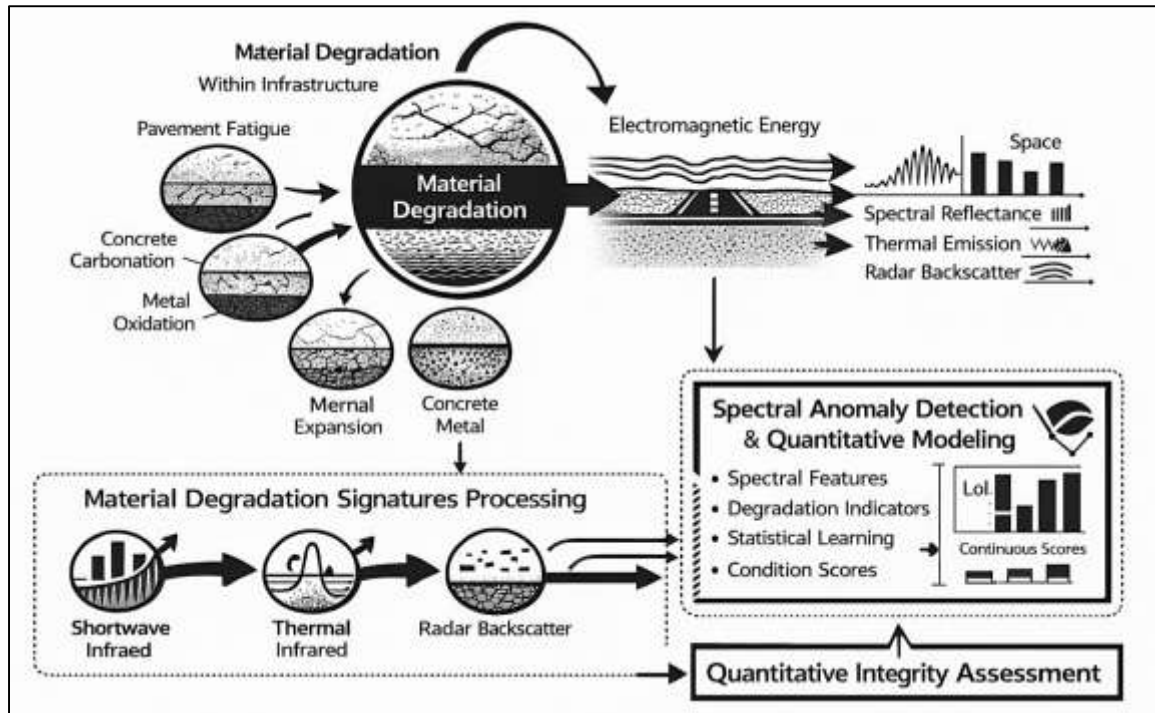 Material Degradation
Within Infrastructure
Pavement Fatigue
Concrete
Carbonation
Metal
Oxidation
Material
Degradation
Mernal
Expansion
Concrete
Metal
Electromagnetic Energy
Space
Spectral Reflectance
Thermal Emission
Radar Backscatter
Spectral Anomaly Detection
& Quantitative Modeling
• Spectral Features
• Degradation Indicators
• Statistical Learning
• Condition Scores
Lol.
Continuous Scores
Material Degradation Signatures Processing
Shortwave
Infraed
Thermal
Infrared
Radar Backscatter
Quantitative Integrity Assessment